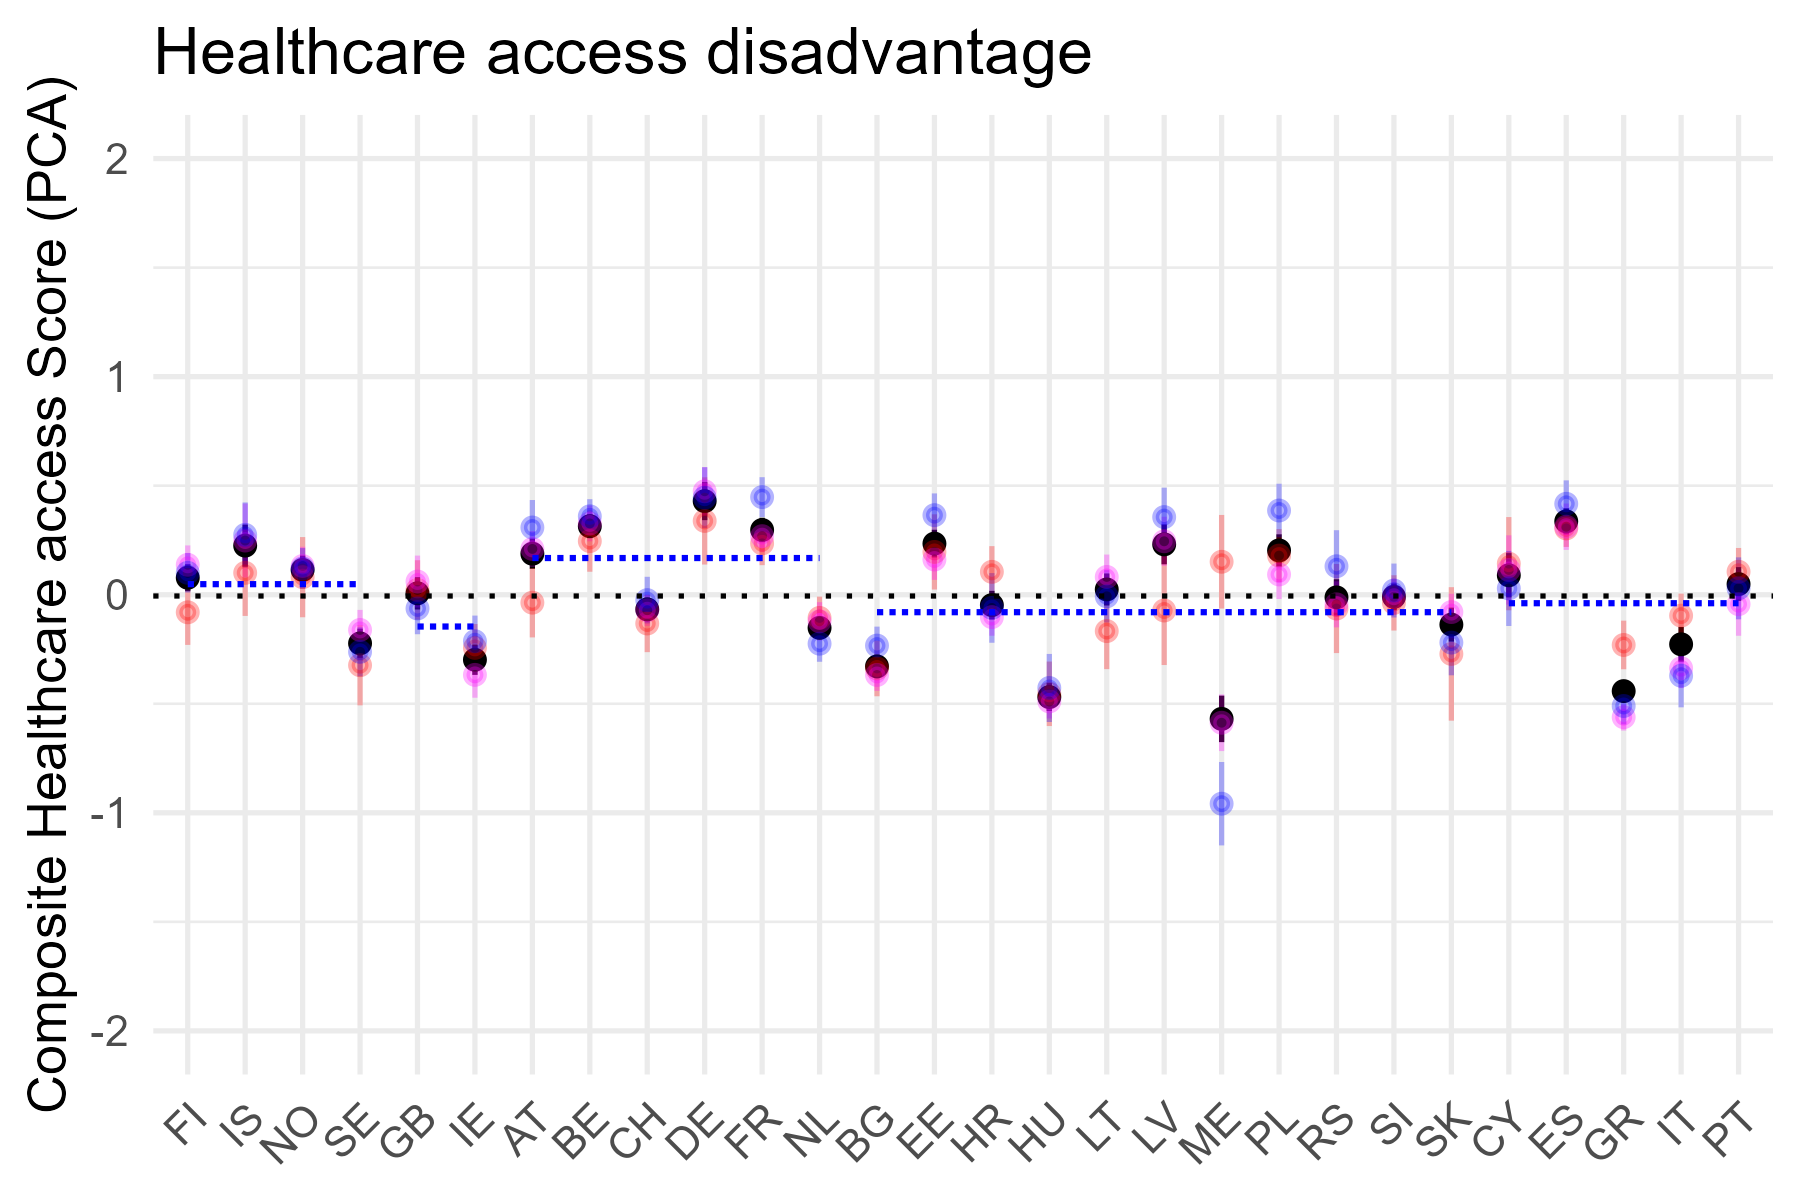 Healthcare access disadvantage
Composite Healthcare access Score (PCA)
2
1
0
-1
-2
FI
IS
NO
SE
GB
IE
AT
BE
CH
DE
FR
NL
BG
EE
HR
HU
LT
LV
ME
PL
RS
SI
SK
CY
ES
GR
IT
PT